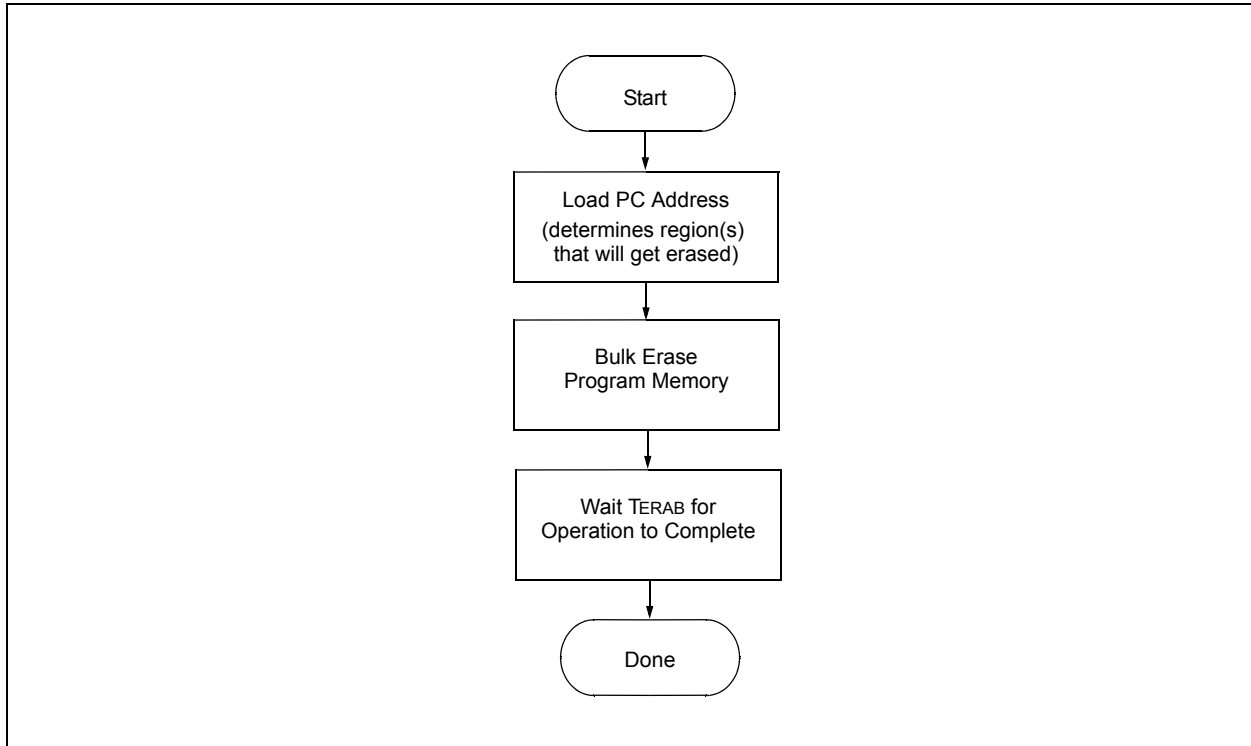 Start
Load PC Address
(determines region(s)
that will get erased)
Bulk Erase
Program Memory
Wait TERAB for
Operation to Complete
Done